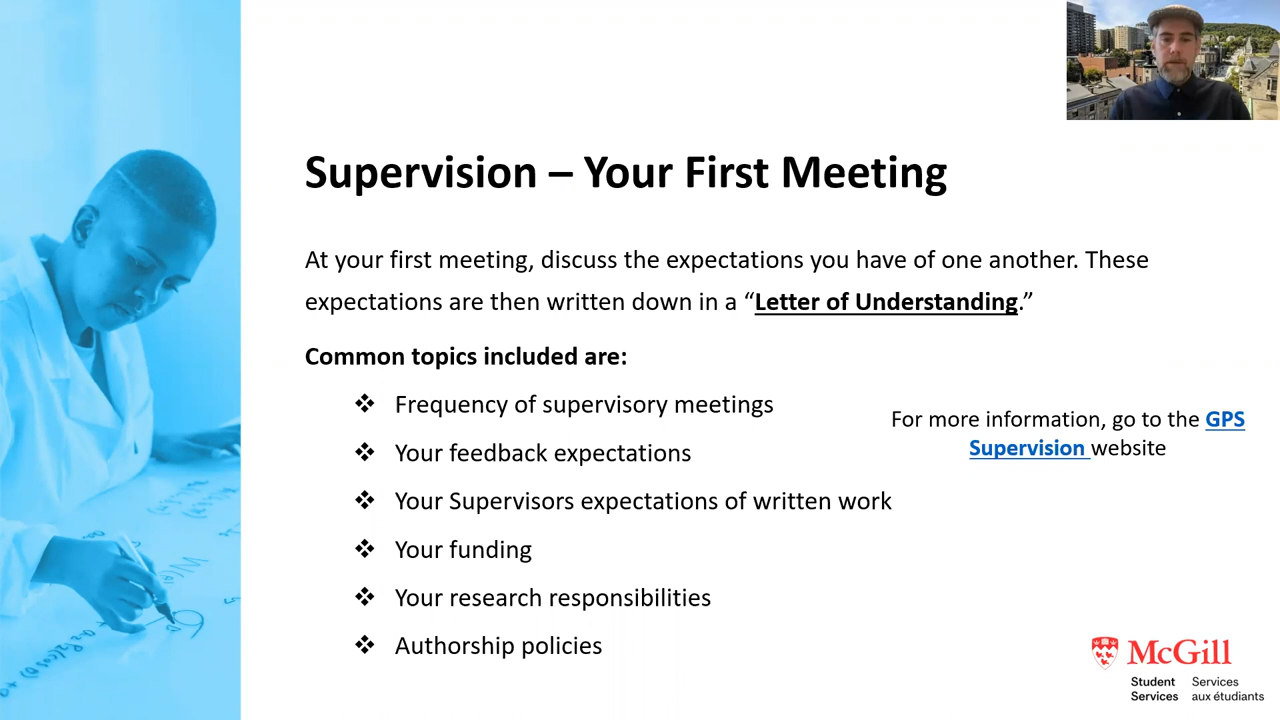 Supervision – Your First Meeting
At your first meeting, discuss the expectations you have of one another. These
expectations are then written down in a “Letter of Understanding.”
Common topics included are:
❖ Frequency of supervisory meetings
❖ Your feedback expectations
❖ Your Supervisors expectations of written work
❖ Your funding
❖ Your research responsibilities
❖ Authorship policies
For more information, go to the GPS
Supervision website
McGill
Student Services
Services aux étudiants